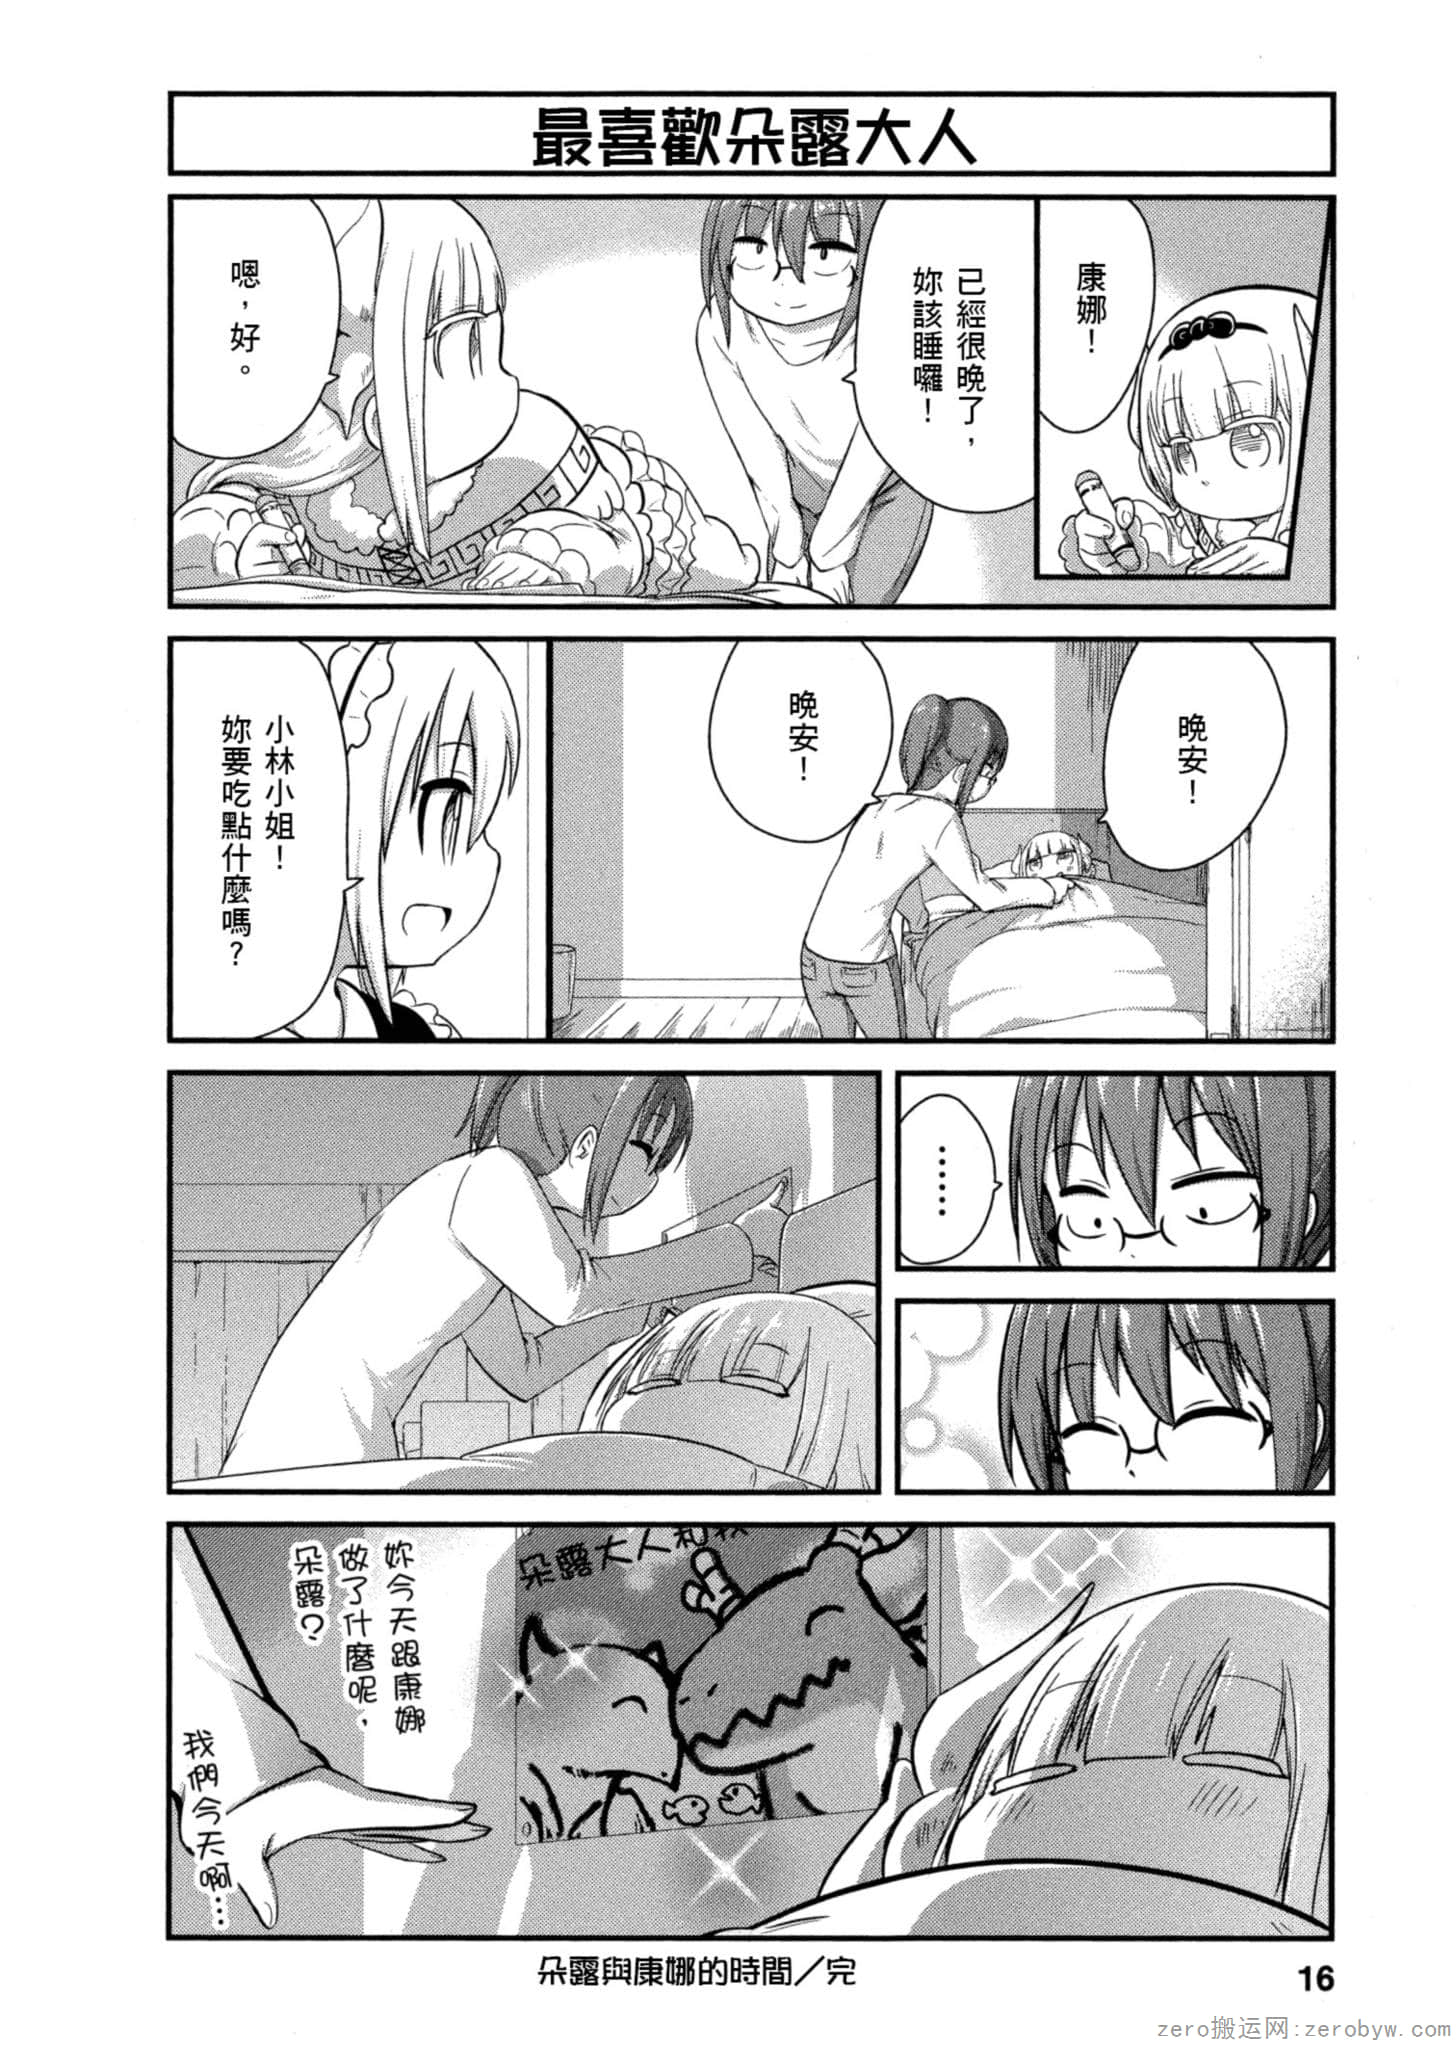 最喜歡朵露大人
康娜！
已經很晚了，
妳該睡囉！
嗯，好。
晚安！
晚安！
小林小姐！
妳要吃點什麼嗎？
……
朵露大人和我
妳今天跟康娜
做了什麼呢，
朵露？
我們今天啊…
朵露與康娜的時間／完
16
zero搬运网:zerobyw.com